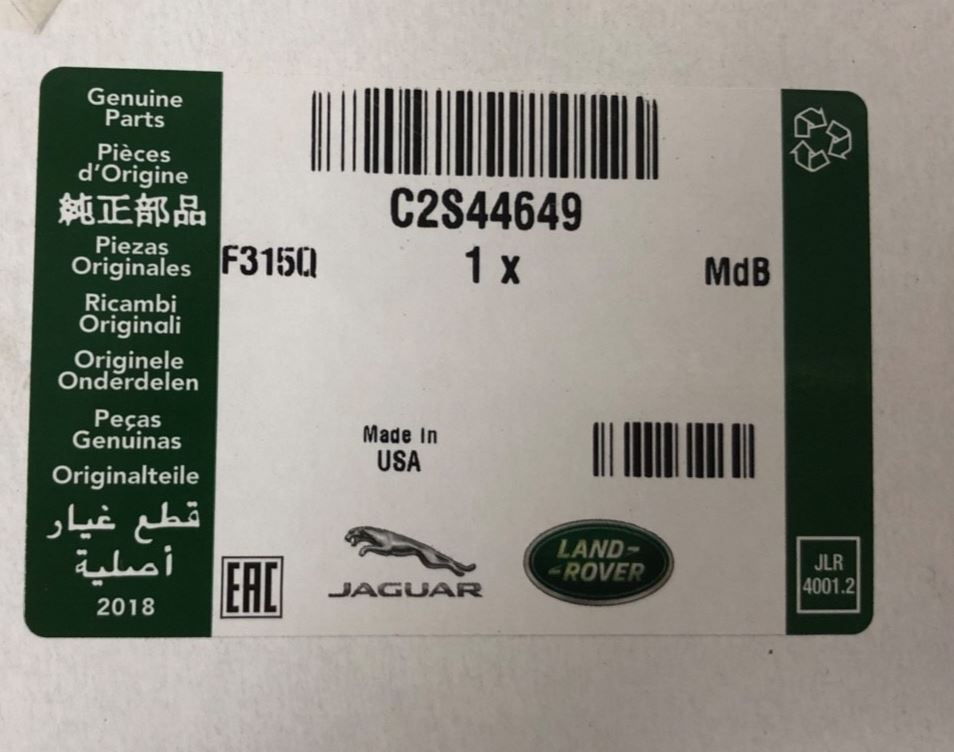 Genuine
Parts
Pièces
d'Origine
純正部品
Piezas
Originales
Ricambi
Originali
Originele
Onderdelen
Peças
Genuinas
Originalteile
قطع غيار
أصلية
2018
C2S44649
F315Q
1 x
MdB
Made In
USA
EAC
JAGUAR
LAND-
-ROVER
JLR
4001.2